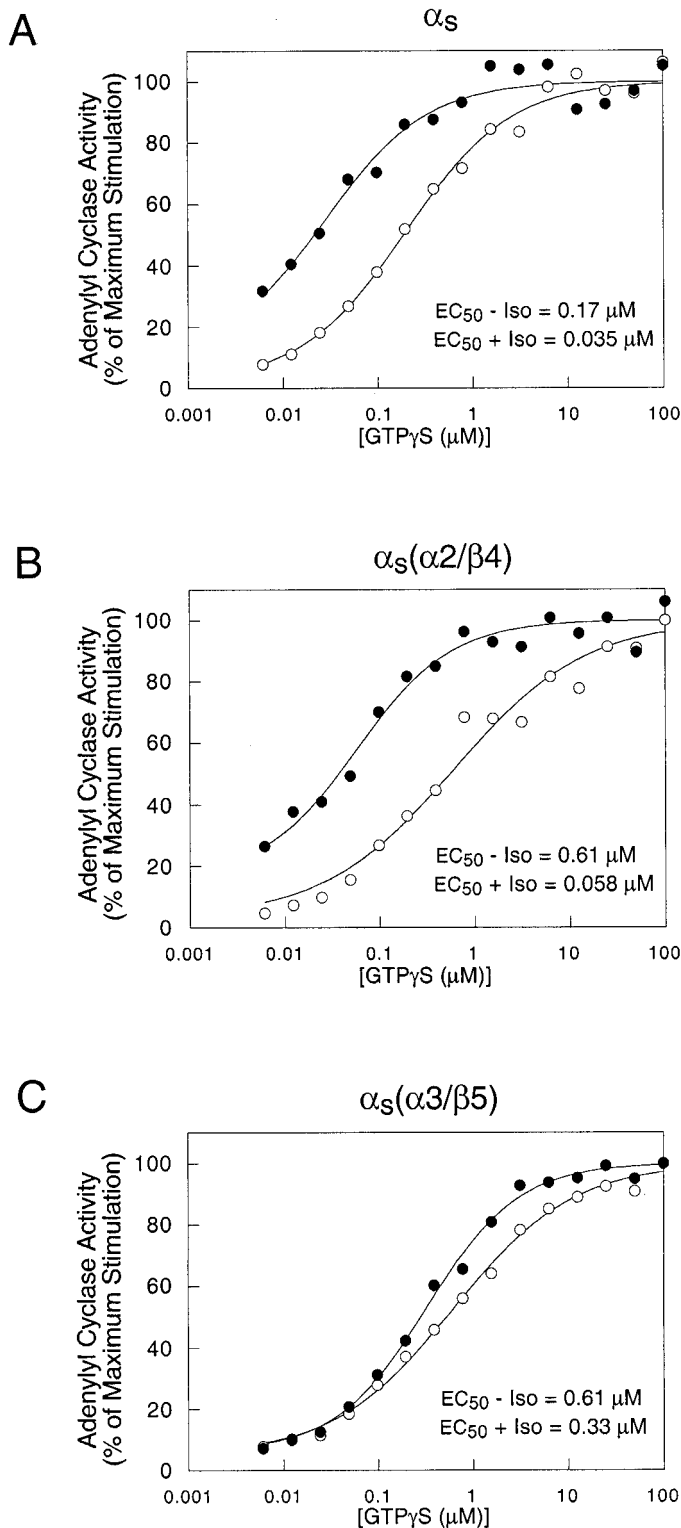 A
αS
Adenylyl Cyclase Activity
(% of Maximum Stimulation)
100
80
60
40
20
0
EC50 - Iso = 0.17 μM
EC50 + Iso = 0.035 μM
0.001 0.01 0.1 1 10 100
[GTPγS (μM)]
B
αS(α2/β4)
Adenylyl Cyclase Activity
(% of Maximum Stimulation)
100
80
60
40
20
0
EC50 - Iso = 0.61 μM
EC50 + Iso = 0.058 μM
0.001 0.01 0.1 1 10 100
[GTPγS (μM)]
C
αS(α3/β5)
Adenylyl Cyclase Activity
(% of Maximum Stimulation)
100
80
60
40
20
0
EC50 - Iso = 0.61 μM
EC50 + Iso = 0.33 μM
0.001 0.01 0.1 1 10 100
[GTPγS (μM)]